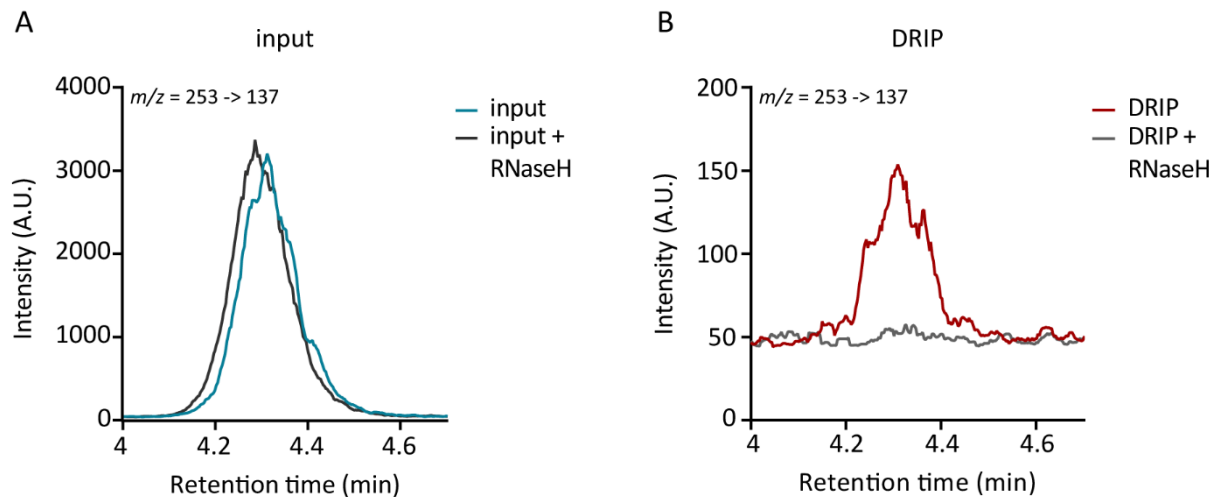 A
input
4000
3000
2000
1000
0
m/z = 253 -> 137
input
input +
RNaseH
Intensity (A.U.)
4
4.2
4.4
4.6
Retention time (min)
B
DRIP
200
150
100
50
0
m/z = 253 -> 137
DRIP
DRIP +
RNaseH
Intensity (A.U.)
4
4.2
4.4
4.6
Retention time (min)